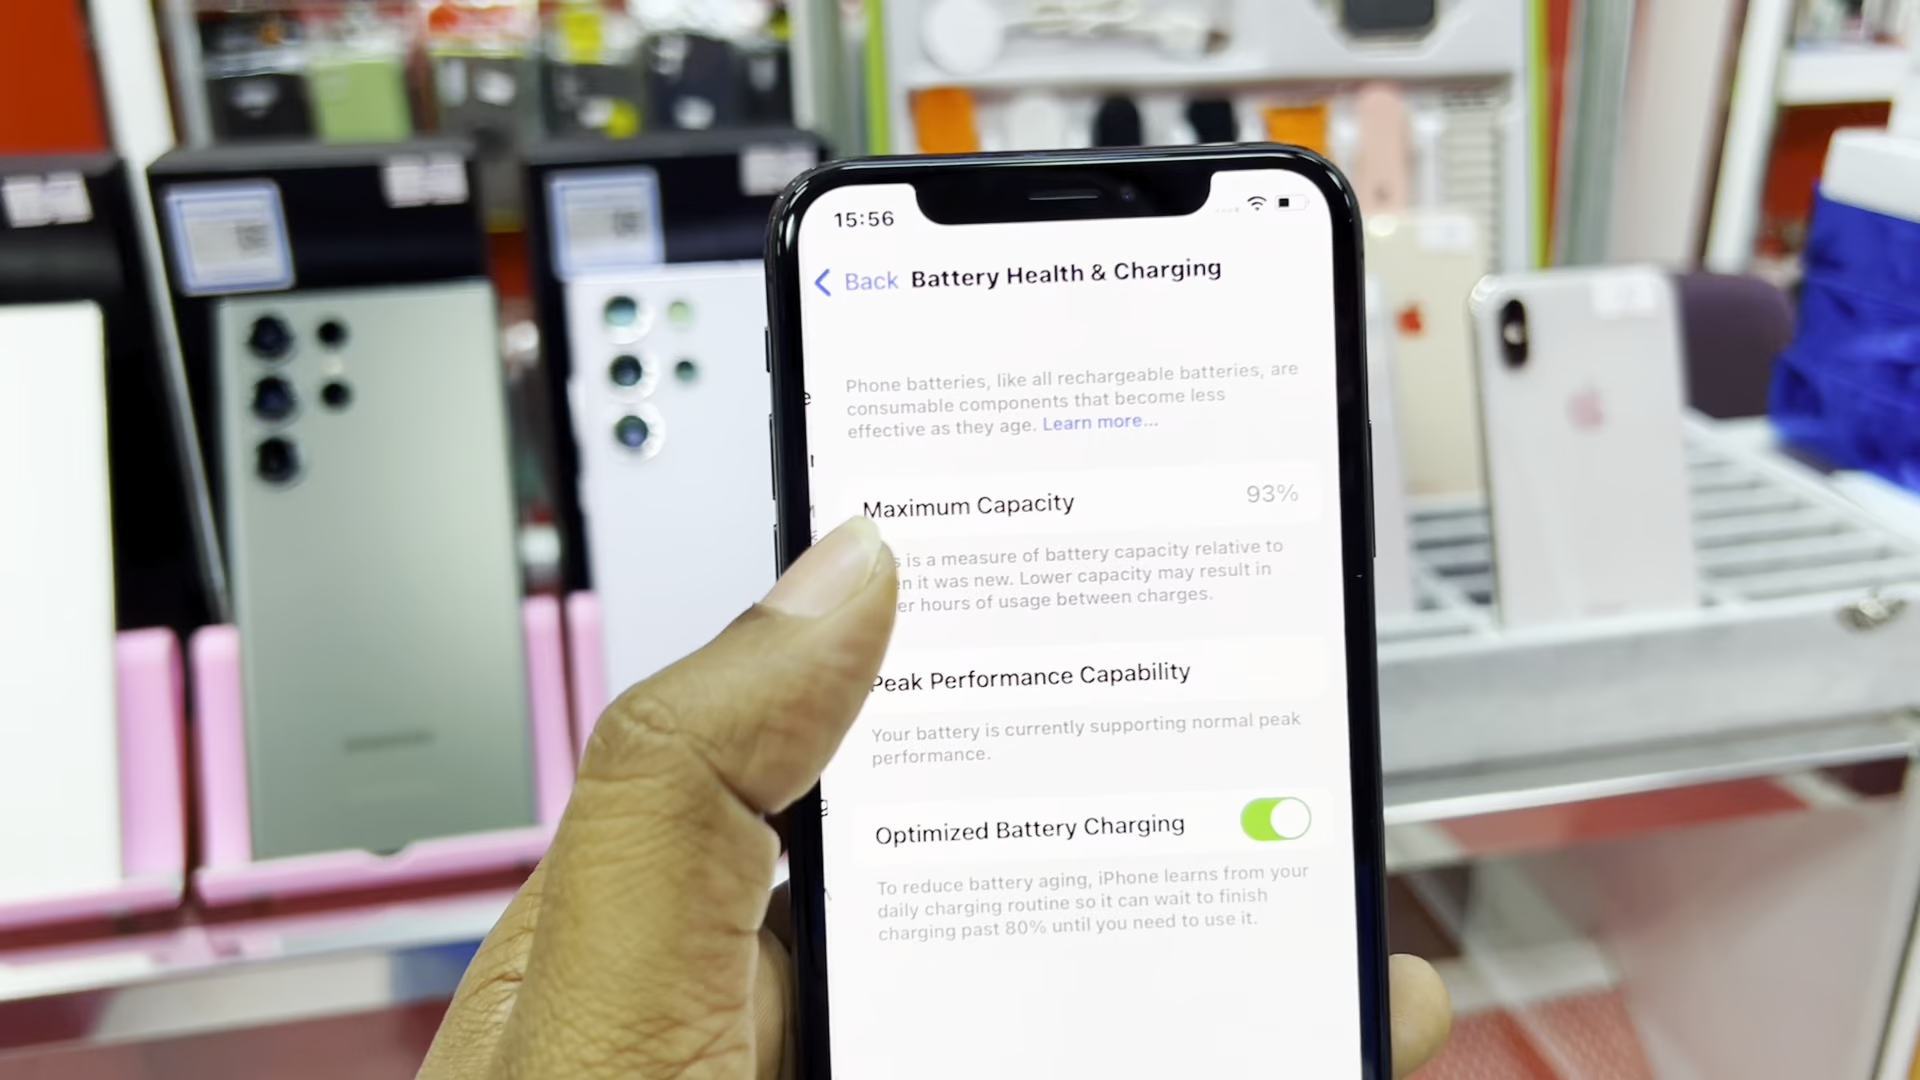 15:56
Back Battery Health & Charging
Phone batteries, like all rechargeable batteries, are
consumable components that become less
effective as they age. Learn more...
Maximum Capacity 93%
is a measure of battery capacity relative to
it was new. Lower capacity may result in
hours of usage between charges.
Peak Performance Capability
Your battery is currently supporting normal peak
performance.
Optimized Battery Charging
To reduce battery aging, iPhone learns from your
daily charging routine so it can wait to finish
charging past 80% until you need to use it.